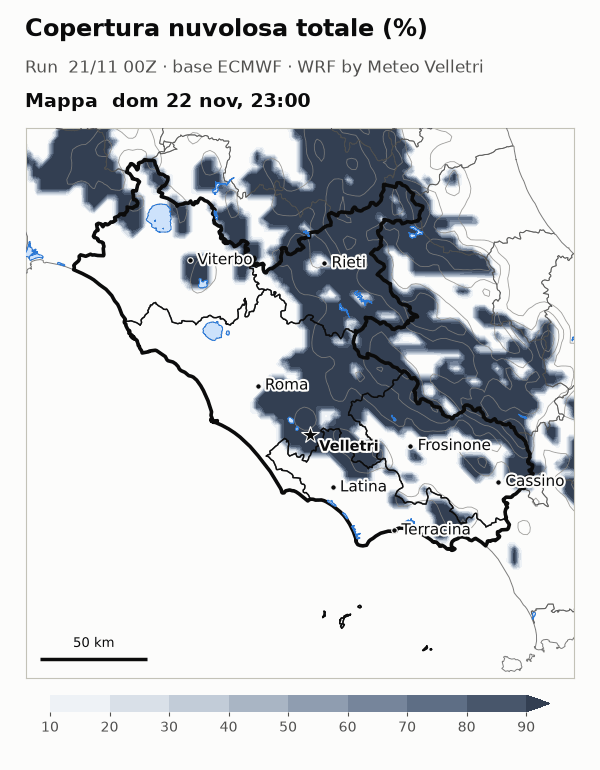 Copertura nuvolosa totale (%)
Run  21/11 00Z · base ECMWF · WRF by Meteo Velletri
Mappa  dom 22 nov, 23:00
Viterbo
Rieti
Roma
Velletri
Frosinone
Latina
Cassino
Terracina
50 km
10 20 30 40 50 60 70 80 90